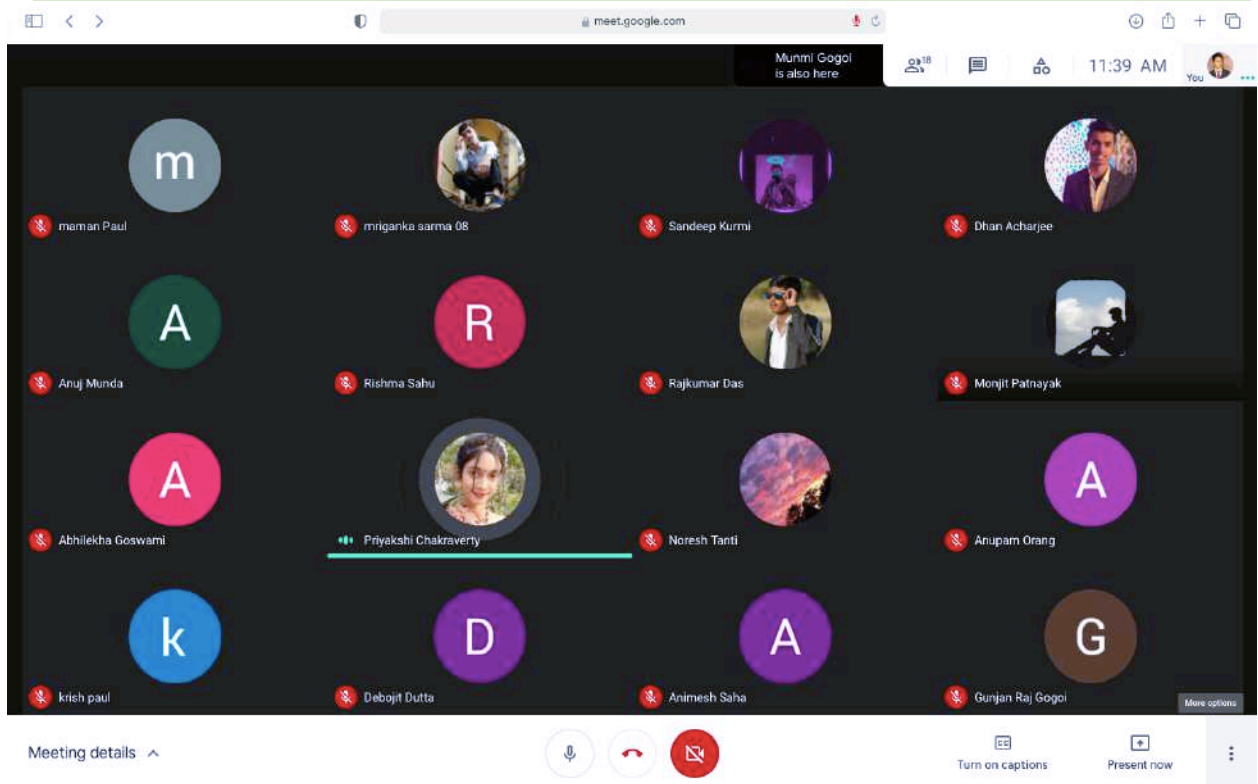 meet.google.com
Munmi Gogoi
is also here
18
11:39 AM
You
m
maman Paul
mriganka sarma 08
Sandeep Kurmi
Dhan Acharjee
A
Anuj Munda
R
Rishma Sahu
Rajkumar Das
Monjit Patnayak
A
Abhilekha Goswami
Priyakshi Chakraverty
Noresh Tanti
A
Anupam Orang
k
krish paul
D
Debojit Dutta
A
Animesh Saha
G
Gunjan Raj Gogoi
More options
Meeting details
CC
Turn on captions
Present now